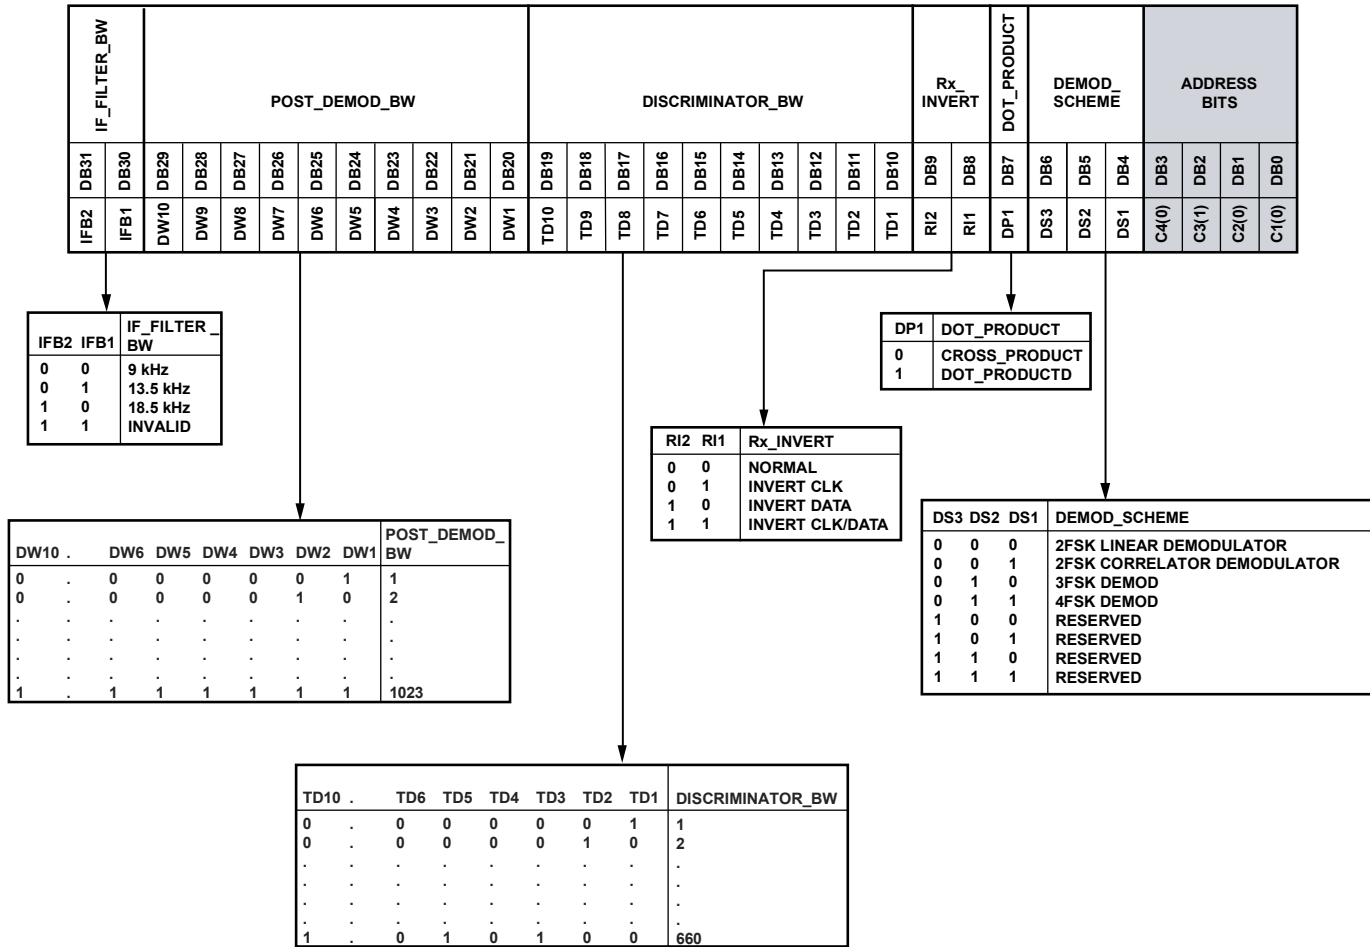 IF_FILTER_BW
POST_DEMOD_BW
DISCRIMINATOR_BW
Rx_
INVERT
DOT_PRODUCT
DEMOD_
SCHEME
ADDRESS
BITS
DB31 DB30 DB29 DB28 DB27 DB26 DB25 DB24 DB23 DB22 DB21 DB20 DB19 DB18 DB17 DB16 DB15 DB14 DB13 DB12 DB11 DB10 DB9 DB8 DB7 DB6 DB5 DB4 DB3 DB2 DB1 DB0
IFB2 IFB1 DW10 DW9 DW8 DW7 DW6 DW5 DW4 DW3 DW2 DW1 TD10 TD9 TD8 TD7 TD6 TD5 TD4 TD3 TD2 TD1 RI2 RI1 DP1 DS3 DS2 DS1 C4(0) C3(1) C2(0) C1(0)
IFB2 IFB1 IF_FILTER_
BW
0 0 9 kHz
0 1 13.5 kHz
1 0 18.5 kHz
1 1 INVALID
DP1 DOT_PRODUCT
0 CROSS_PRODUCT
1 DOT_PRODUCTD
RI2 RI1 Rx_INVERT
0 0 NORMAL
0 1 INVERT CLK
1 0 INVERT DATA
1 1 INVERT CLK/DATA
DS3 DS2 DS1 DEMOD_SCHEME
0 0 0 2FSK LINEAR DEMODULATOR
0 0 1 2FSK CORRELATOR DEMODULATOR
0 1 0 3FSK DEMOD
0 1 1 4FSK DEMOD
1 0 0 RESERVED
1 0 1 RESERVED
1 1 0 RESERVED
1 1 1 RESERVED
DW10 . DW6 DW5 DW4 DW3 DW2 DW1 POST_DEMOD_
BW
0 . 0 0 0 0 0 1 1
0 . 0 0 0 0 1 0 2
. . . . . . . . .
. . . . . . . . .
. . . . . . . . .
. . . . . . . . .
1 . 1 1 1 1 1 1 1023
TD10 . TD6 TD5 TD4 TD3 TD2 TD1 DISCRIMINATOR_BW
0 . 0 0 0 0 0 1 1
0 . 0 0 0 0 1 0 2
. . . . . . . . .
. . . . . . . . .
. . . . . . . . .
. . . . . . . . .
1 . 0 1 0 1 0 0 660